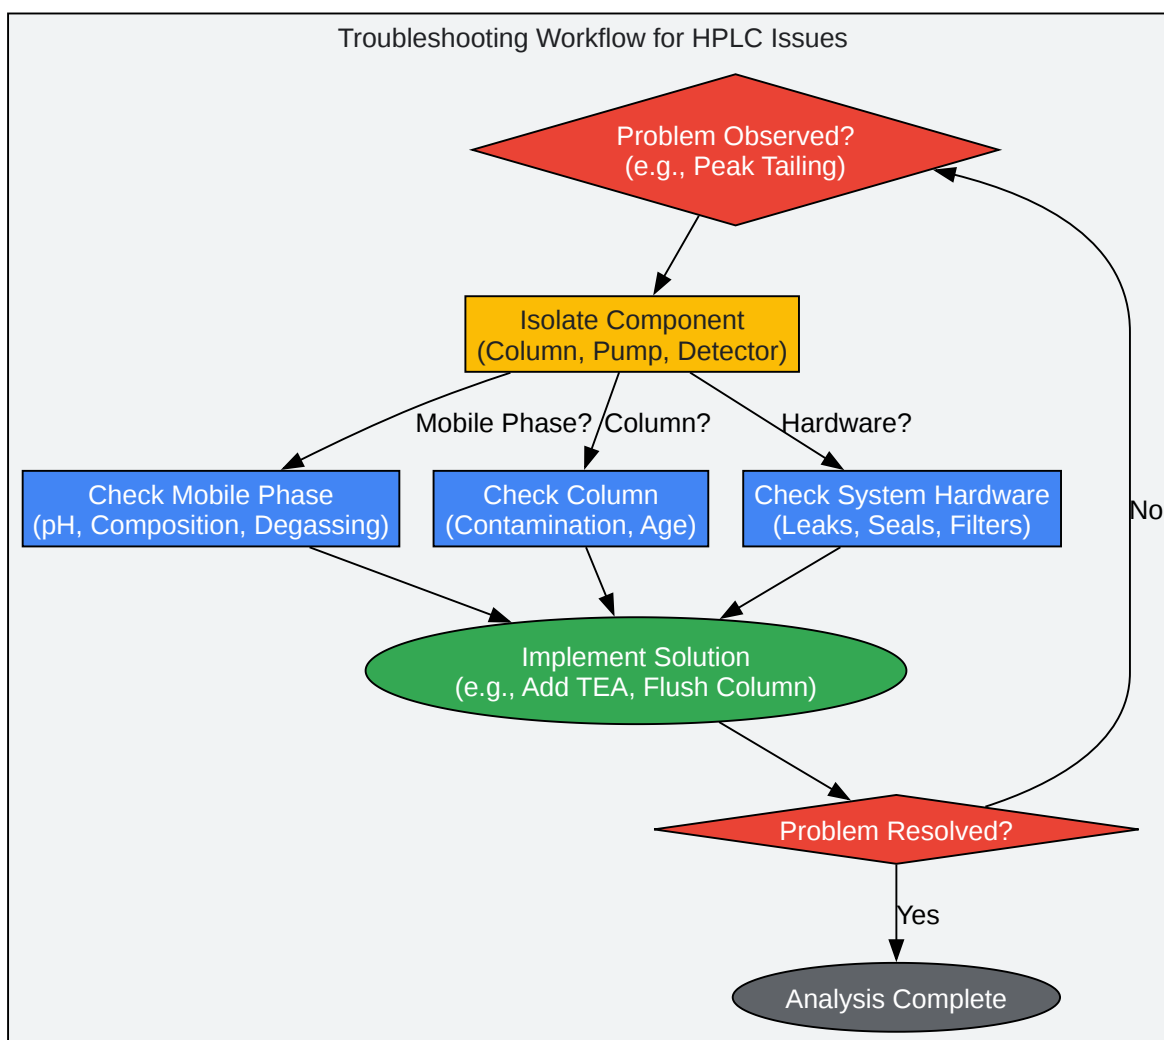 Troubleshooting Workflow for HPLC Issues
Problem Observed?
(e.g., Peak Tailing)
Isolate Component
(Column, Pump, Detector)
Mobile Phase?
Column?
Hardware?
Check Mobile Phase
(pH, Composition, Degassing)
Check Column
(Contamination, Age)
Check System Hardware
(Leaks, Seals, Filters)
No
Implement Solution
(e.g., Add TEA, Flush Column)
Problem Resolved?
Yes
Analysis Complete